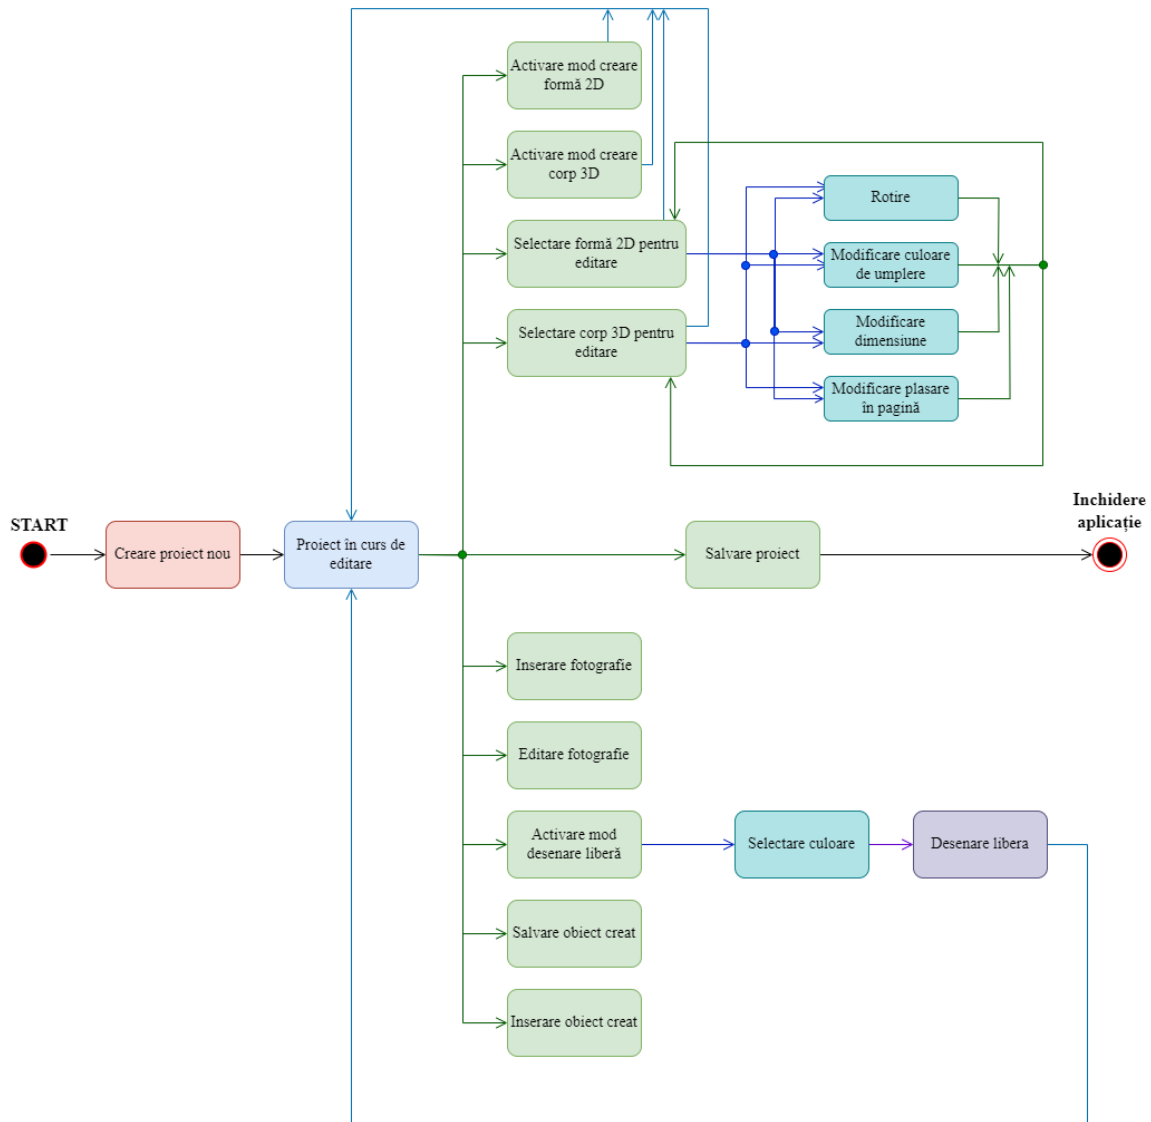 Activare mod creare
formă 2D
Activare mod creare
corp 3D
Selectare formă 2D pentru
editare
Selectare corp 3D pentru
editare
Rotire
Modificare culoare
de umplere
Modificare
dimensiune
Modificare plasare
în pagină
START
Creare proiect nou
Proiect în curs de
editare
Salvare proiect
Inchidere
aplicație
Inserare fotografie
Editare fotografie
Activare mod
desenare liberă
Selectare culoare
Desenare libera
Salvare obiect creat
Inserare obiect creat